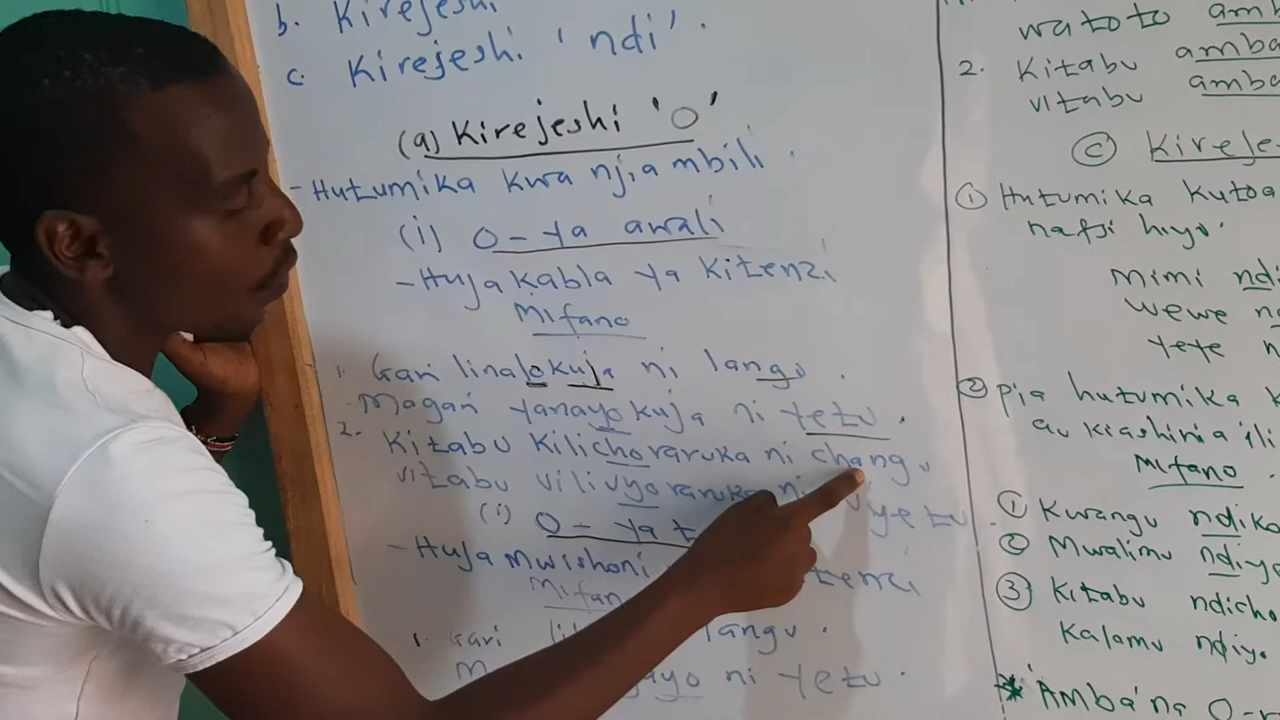 b. Kirejeshi
c. Kirejeshi 'ndi'.
(a) Kirejeshi 'O'
- Hutumika kwa njia mbili.
(i) O - ya awali
- Huja kabla ya kitenzi
Mifano
1. Gari linalokuja ni langu.
Magari yanayokuja ni yetu.
2. Kitabu kilichoraruka ni changu
vitabu vilivyoraruka ni vyetu.
(i) O - ya t
- Huja mwishoni tenzi
Mifan
1. Gari li langu.
M yayo ni yetu.
watoto amb
2. Kitabu amba
vitabu amba
(c) Kireje
① Hutumika kutoa
nafsi hiyo.
Mimi ndi
Wewe n
yeye n
② Pia hutumika k
au kiashiria ili
Mifano.
① Kwangu ndiko
② Mwalimu ndiye
③ Kitabu ndicho
Kalamu ndiyo
* 'Amba' na O-r